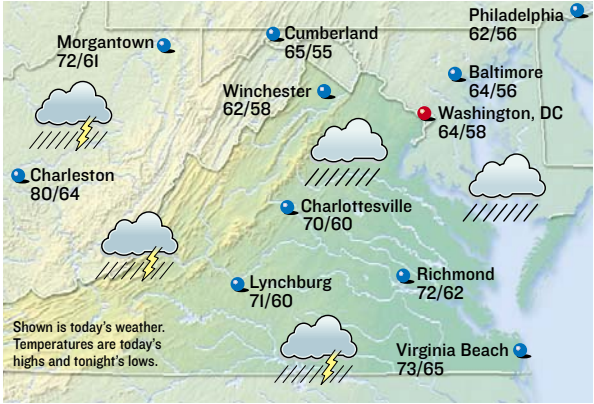 Philadelphia
62/56
Cumberland
65/55
Morgantown
72/61
Baltimore
64/56
Winchester
62/58
Washington, DC
64/58
Charleston
80/64
Charlottesville
70/60
Richmond
72/62
Lynchburg
71/60
Shown is today's weather.
Temperatures are today's
highs and tonight's lows.
Virginia Beach
73/65